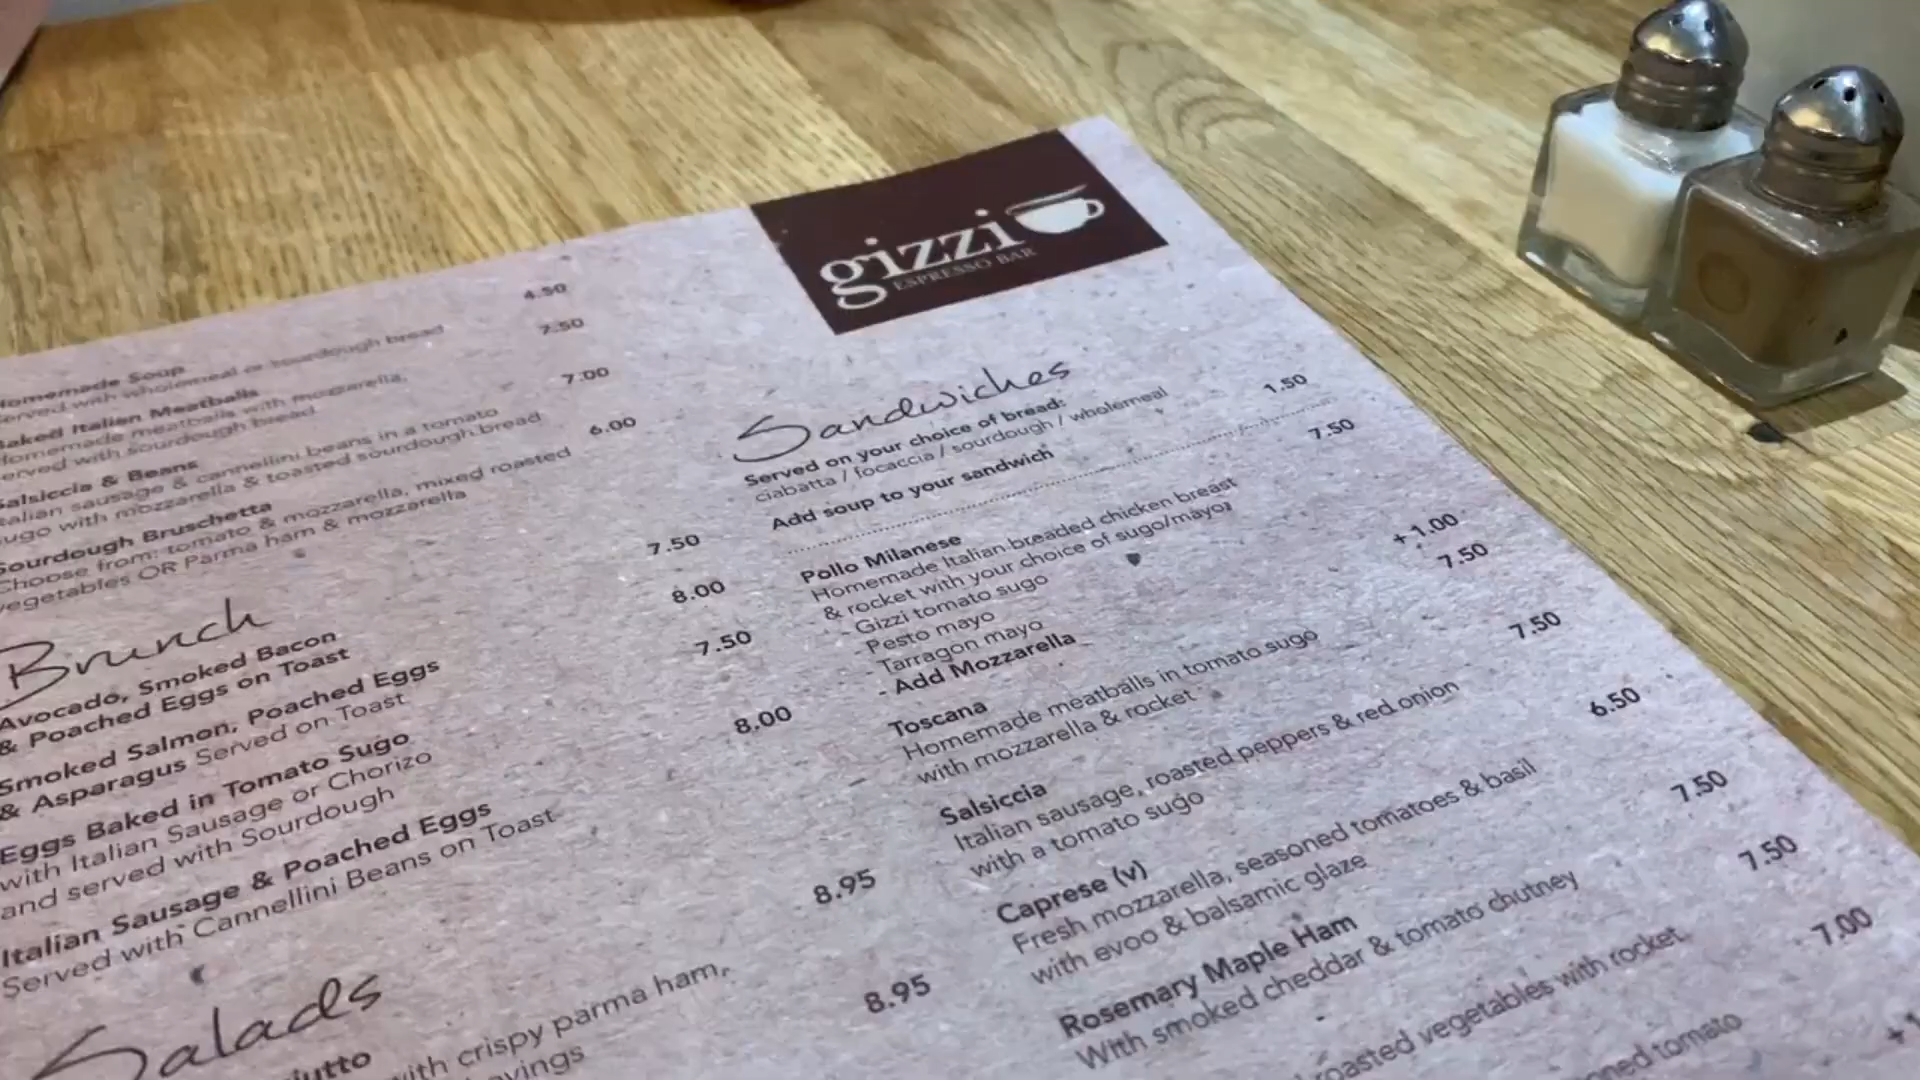 gizzi
ESPRESSO BAR
Homemade Soup 4.50
served with wholemeal or sourdough bread
Baked Italian Meatballs 7.50
Homemade meatballs with mozzarella,
served with sourdough bread
Salsiccia & Beans 7.00
Italian sausage & cannellini beans in a tomato
sugo with mozzarella & toasted sourdough bread
Sourdough Bruschetta 6.00
Choose from: tomato & mozzarella, mixed roasted
vegetables OR Parma ham & mozzarella
Brunch
Avocado, Smoked Bacon 7.50
& Poached Eggs on Toast
Smoked Salmon, Poached Eggs 8.00
& Asparagus Served on Toast
Eggs Baked in Tomato Sugo 7.50
with Italian Sausage or Chorizo
and served with Sourdough
Italian Sausage & Poached Eggs 8.00
Served with Cannellini Beans on Toast
Salads
8.95
with crispy parma ham,
8.95
Sandwiches
Served on your choice of bread:
ciabatta / focaccia / sourdough / wholemeal
Add soup to your sandwich 1.50
Pollo Milanese 7.50
Homemade Italian breaded chicken breast
& rocket with your choice of sugo/mayo:
- Gizzi tomato sugo
- Pesto mayo
- Tarragon mayo
- Add Mozzarella +1.00
Toscana 7.50
Homemade meatballs in tomato sugo
with mozzarella & rocket
Salsiccia 7.50
Italian sausage, roasted peppers & red onion
with a tomato sugo
Caprese (v) 6.50
Fresh mozzarella, seasoned tomatoes & basil
with evoo & balsamic glaze
Rosemary Maple Ham 7.50
With smoked cheddar & tomato chutney
7.50
roasted vegetables with rocket
7.00
tomato